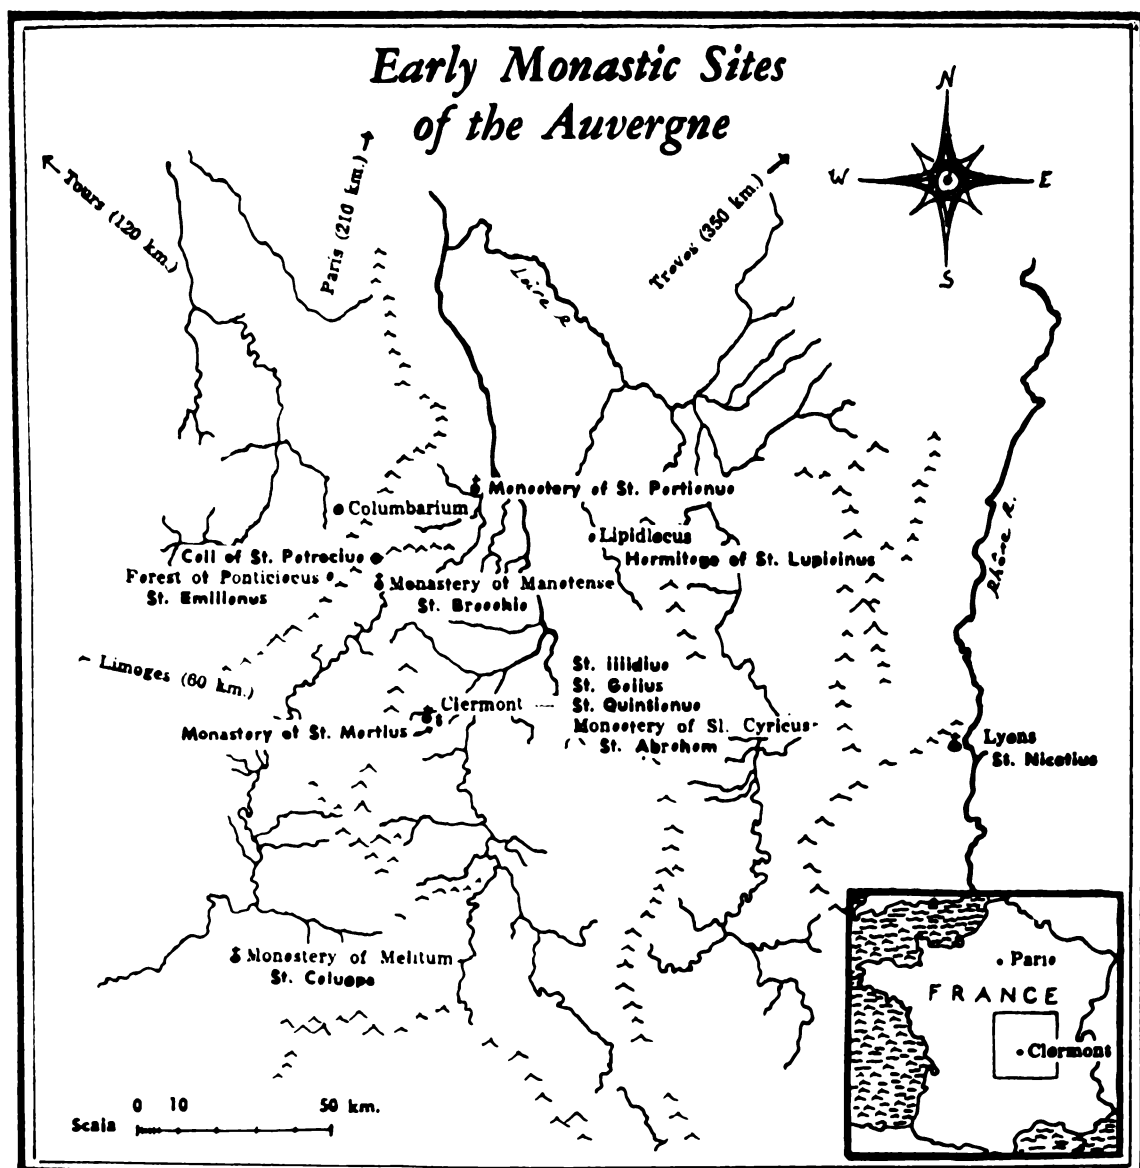 Early Monastic Sites
of the Auvergne
N
W
E
S
Tours (120 km.)
Paris (210 km.)
Troves (350 km.)
Loire R.
Rhône R.
Monastery of St. Portianus
Columbarium
Lipidiacus
Hermitage of St. Lupicinus
Cell of St. Patroclus
Forest of Ponticiacus
St. Emilianus
Monastery of Manatense
St. Bracchio
Limoges (60 km.)
Clermont
St. Illidius
St. Gallus
St. Quintianus
Monastery of St. Cyricus
St. Abraham
Monastery of St. Martius
Lyons
St. Nicetius
Monastery of Melitum
St. Caluppa
Scala
0 10 50 km.
Paris
FRANCE
Clermont